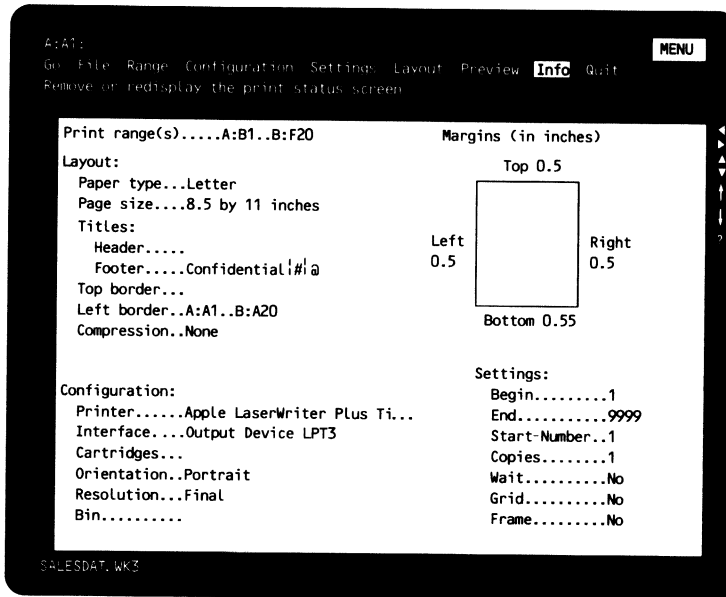 A:A1:
MENU
Go File Range Configuration Settings Layout Preview Info Quit
Remove or redisplay the print status screen
Print range(s).....A:B1..B:F20
Margins (in inches)
Layout:
Paper type...Letter
Page size....8.5 by 11 inches
Titles:
Header.....
Footer.....Confidential¦#¦@
Top border...
Left border..A:A1..B:A20
Compression..None
Top 0.5
Left
0.5
Right
0.5
Bottom 0.55
Configuration:
Printer......Apple LaserWriter Plus Ti...
Interface....Output Device LPT3
Cartridges...
Orientation..Portrait
Resolution...Final
Bin..........
Settings:
Begin.........1
End...........9999
Start-Number..1
Copies........1
Wait..........No
Grid..........No
Frame.........No
?
SALESDAT.WK3